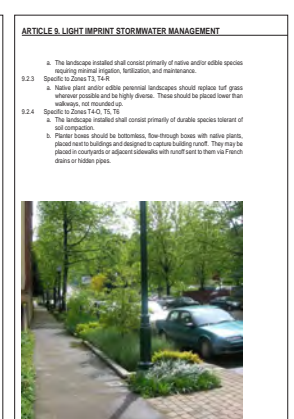 ARTICLE 9. LIGHT IMPRINT STORMWATER MANAGEMENT
a. The landscape installed shall consist primarily of native and/or edible species
requiring minimal irrigation, fertilization, and maintenance.
9.2.3 Specific to Zones T3, T4-R
a. Native plant and/or edible perennial landscapes should replace turf grass
wherever possible and be highly diverse. These should be placed lower than
walkways, not mounded up.
9.2.4 Specific to Zones T4-O, T5, T6
a. The landscape installed shall consist primarily of durable species tolerant of
soil compaction.
b. Planter boxes should be bottomless, flow-through boxes with native plants,
placed next to buildings and designed to capture building runoff. They may be
placed in courtyards or adjacent sidewalks with runoff sent to them via French
drains or hidden pipes.